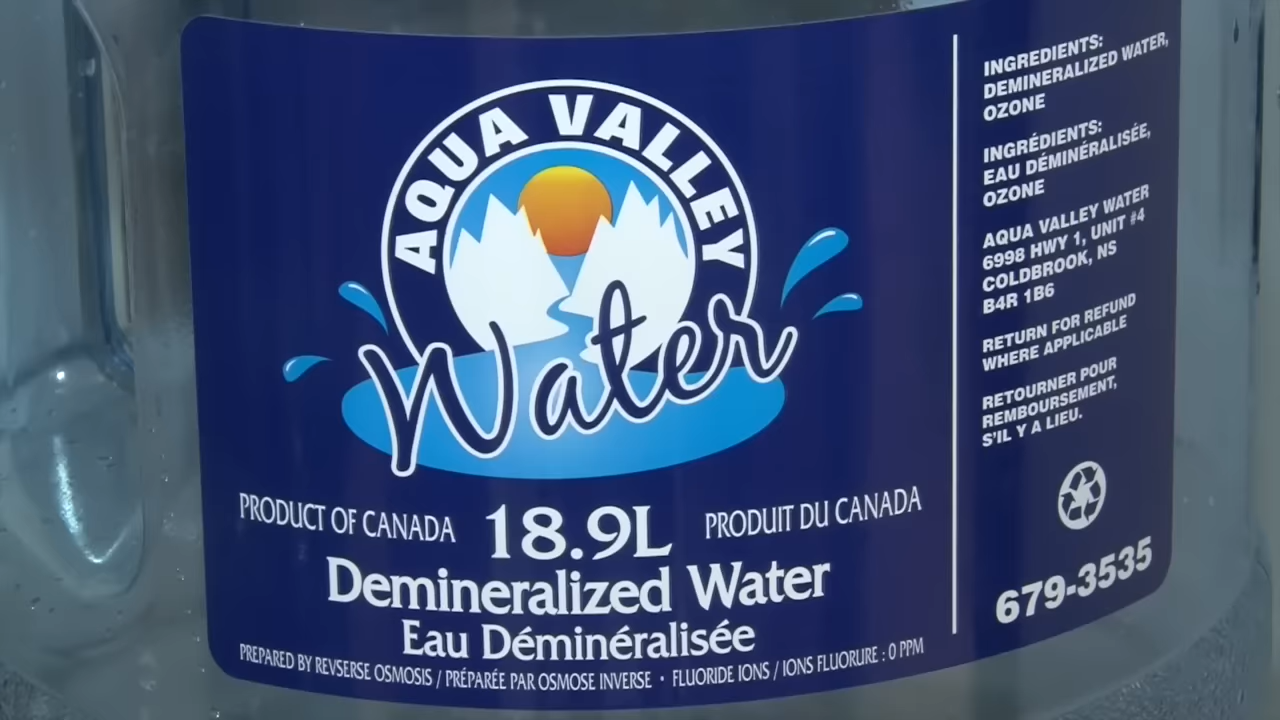 AQUA VALLEY
Water
PRODUCT OF CANADA 18.9L PRODUIT DU CANADA
Demineralized Water
Eau Déminéralisée
PREPARED BY REVSERSE OSMOSIS / PRÉPARÉE PAR OSMOSE INVERSE • FLUORIDE IONS / IONS FLUORURE : 0 PPM
INGREDIENTS:
DEMINERALIZED WATER,
OZONE
INGRÉDIENTS:
EAU DÉMINÉRALISÉE,
OZONE
AQUA VALLEY WATER
6998 HWY 1, UNIT #4
COLDBROOK, NS
B4R 1B6
RETURN FOR REFUND
WHERE APPLICABLE
RETOURNER POUR
REMBOURSEMENT,
S'IL Y A LIEU.
679-3535